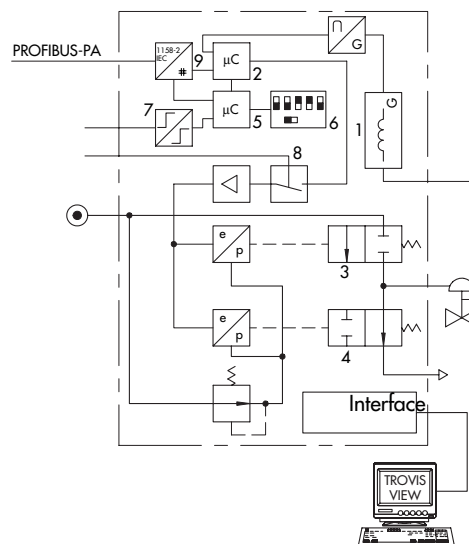 PROFIBUS-PA
1158-2
IEC
#
9
µC
2
G
G
1
7
µC
5
6
8
e
p
3
e
p
4
Interface
TROVIS
VIEW